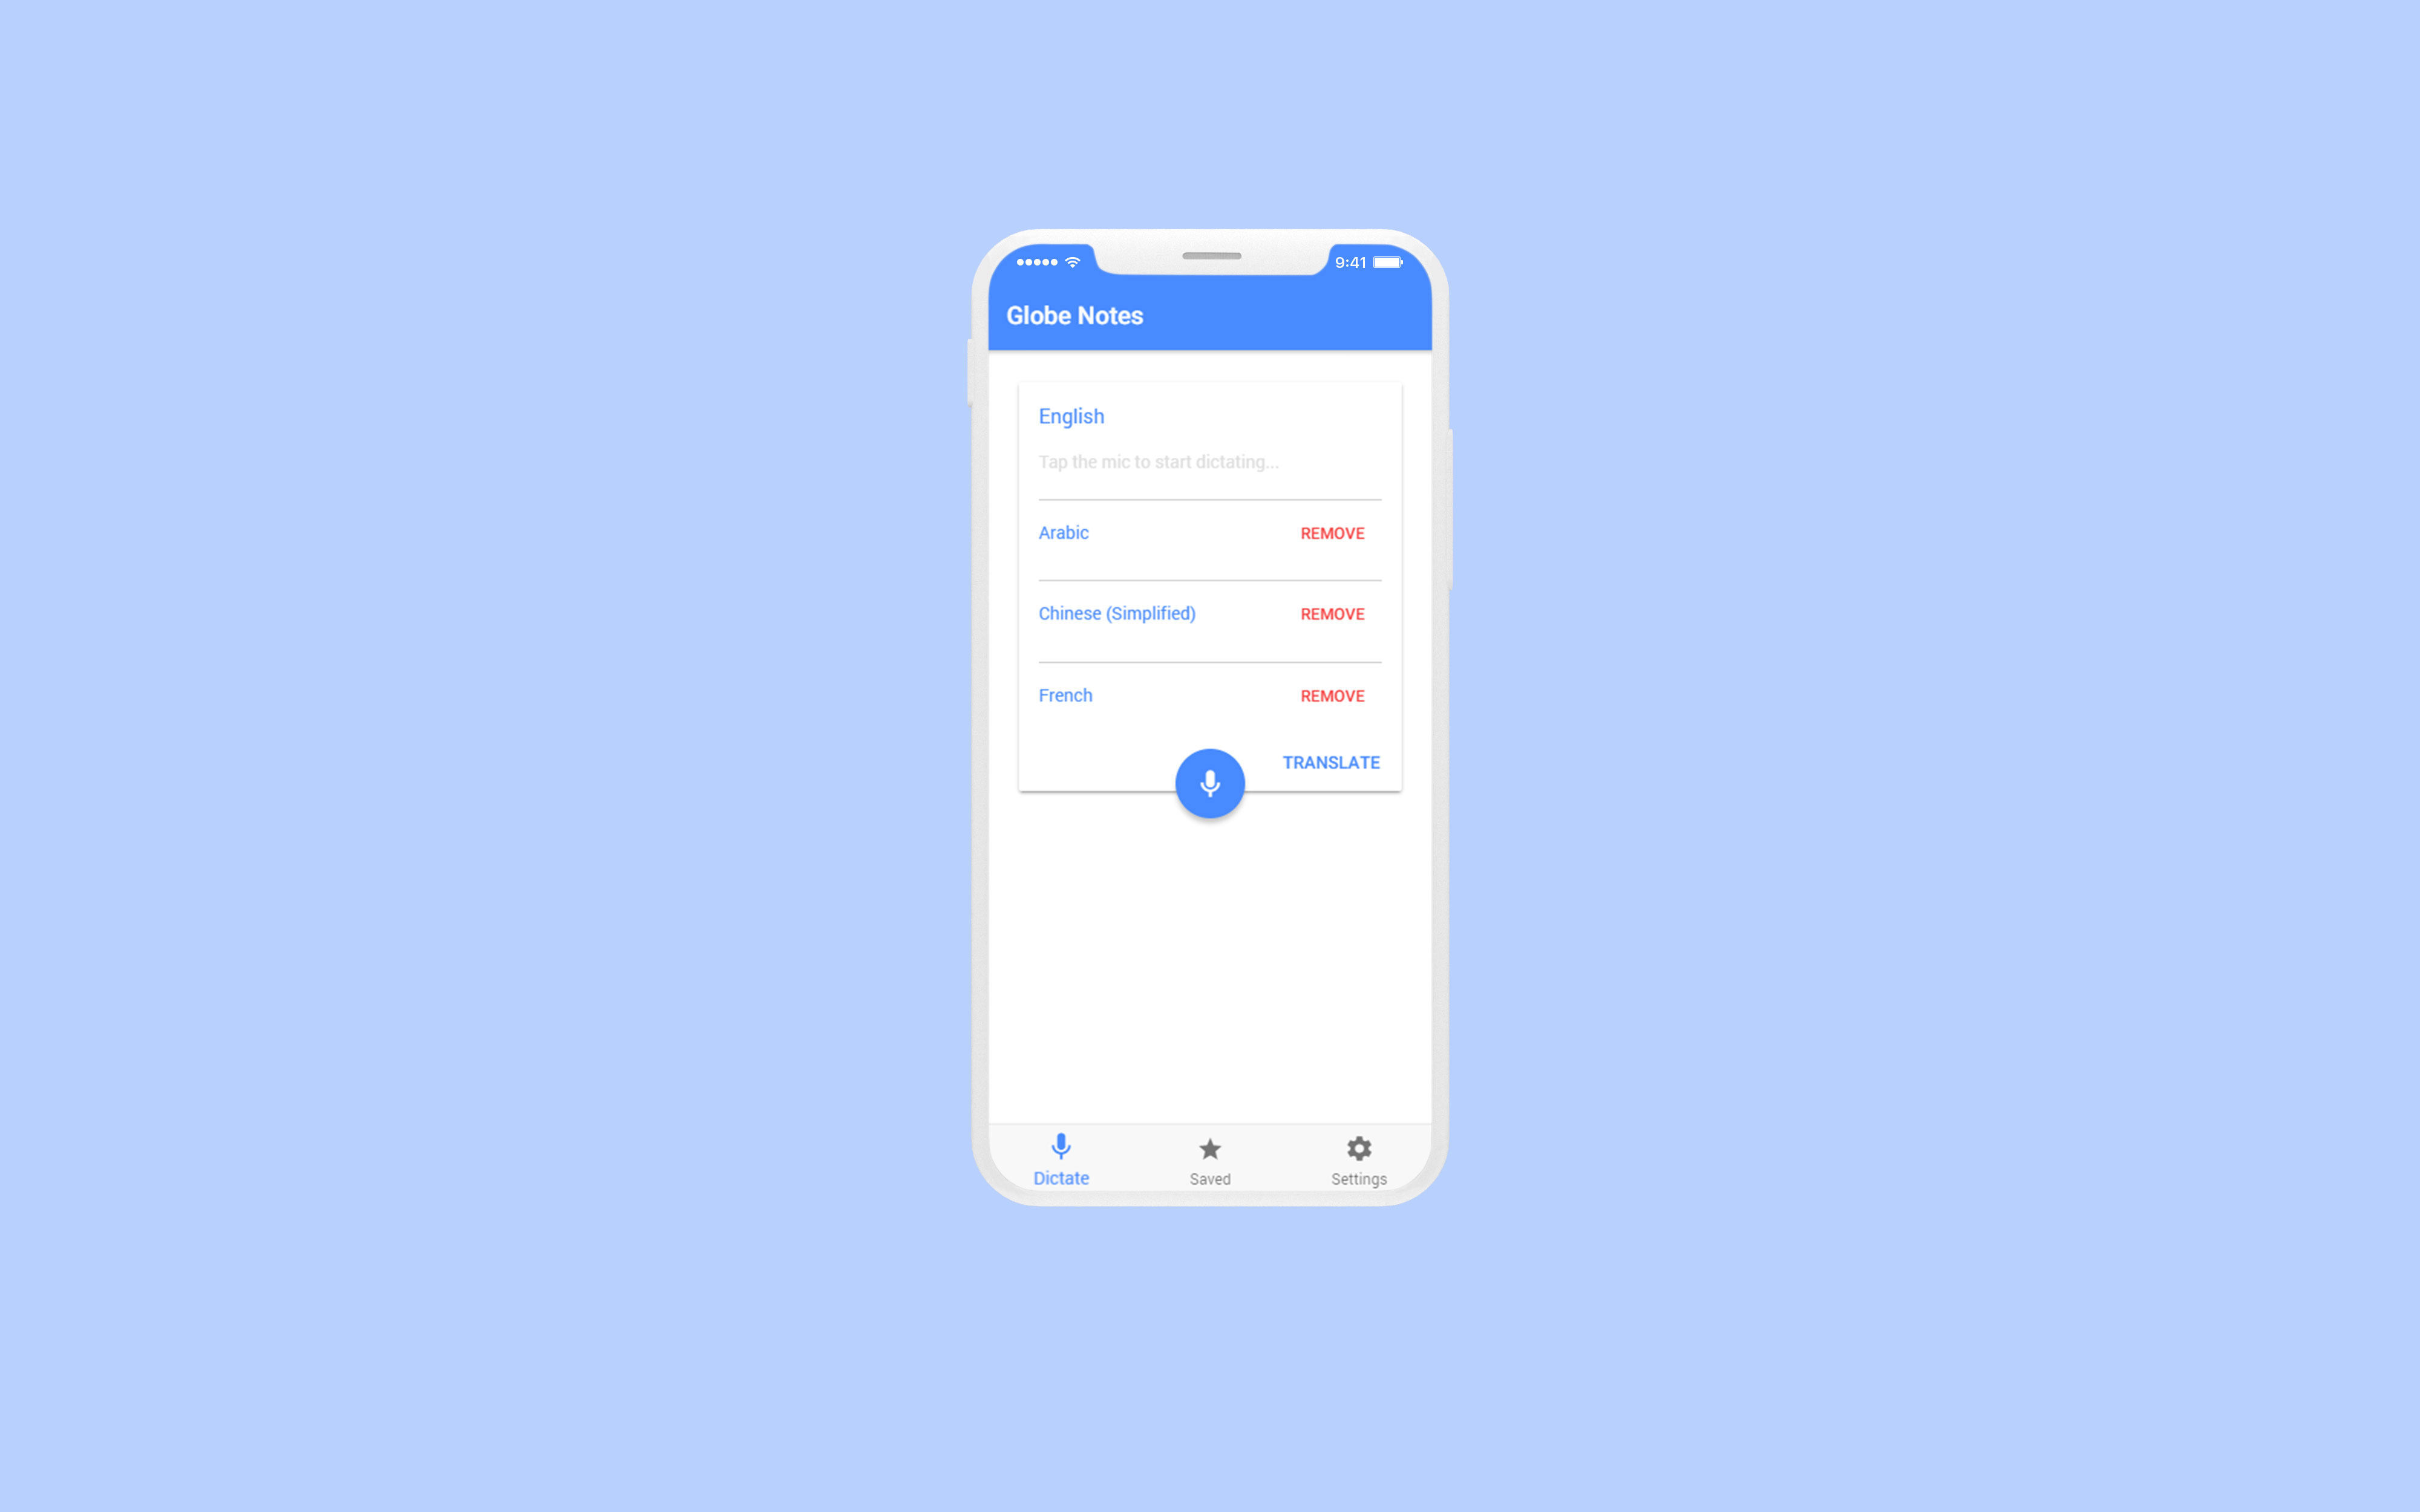 9:41
Globe Notes
English
Tap the mic to start dictating...
Arabic REMOVE
Chinese (Simplified) REMOVE
French REMOVE
TRANSLATE
Dictate Saved Settings